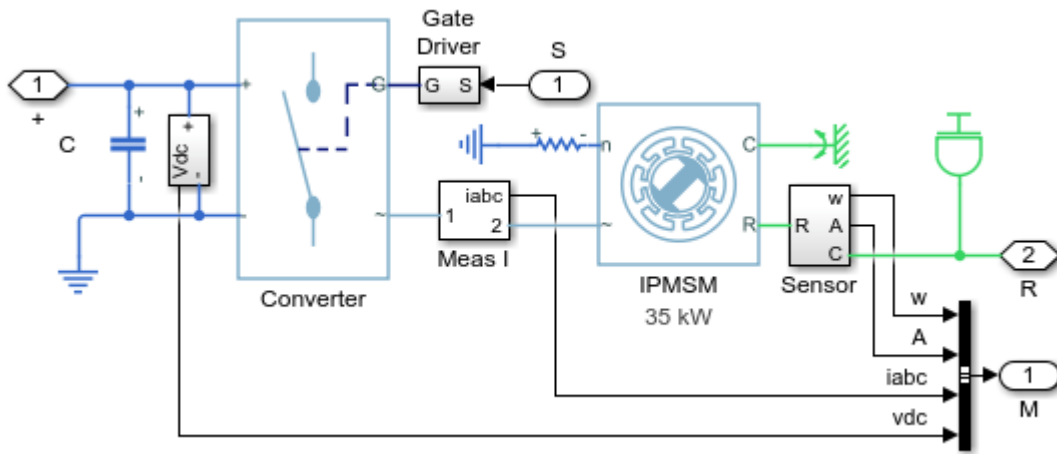 Gate
Driver
S
1
G S
1
+
C
+
-
+
-
Vdc
+
-
G
~
Converter
iabc
1
2
Meas I
+ -
n
~
C
R
IPMSM
35 kW
w
R A
C
Sensor
2
R
w
A
iabc
vdc
1
M